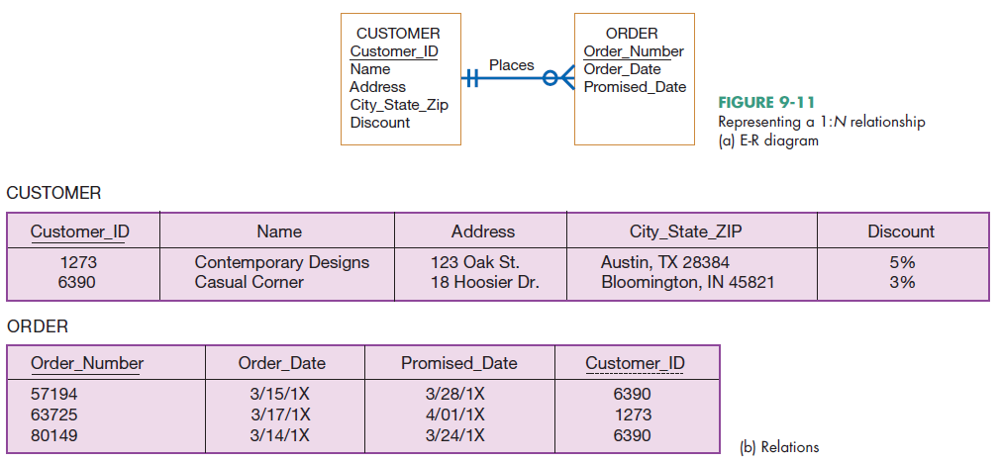 CUSTOMER
Customer_ID
Name
Address
City_State_Zip
Discount
Places
ORDER
Order_Number
Order_Date
Promised_Date
FIGURE 9-11
Representing a 1:N relationship
(a) E-R diagram
CUSTOMER
Customer_ID Name Address City_State_ZIP Discount
1273 Contemporary Designs 123 Oak St. Austin, TX 28384 5%
6390 Casual Corner 18 Hoosier Dr. Bloomington, IN 45821 3%
ORDER
Order_Number Order_Date Promised_Date Customer_ID
57194 3/15/1X 3/28/1X 6390
63725 3/17/1X 4/01/1X 1273
80149 3/14/1X 3/24/1X 6390
(b) Relations